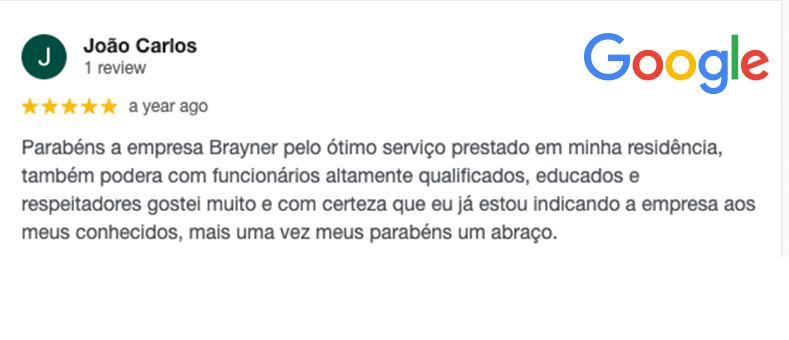 J
João Carlos
Google
1 review
a year ago
Parabéns a empresa Brayner pelo ótimo serviço prestado em minha residência,
também podera com funcionários altamente qualificados, educados e
respeitadores gostei muito e com certeza que eu já estou indicando a empresa aos
meus conhecidos, mais uma vez meus parabéns um abraço.